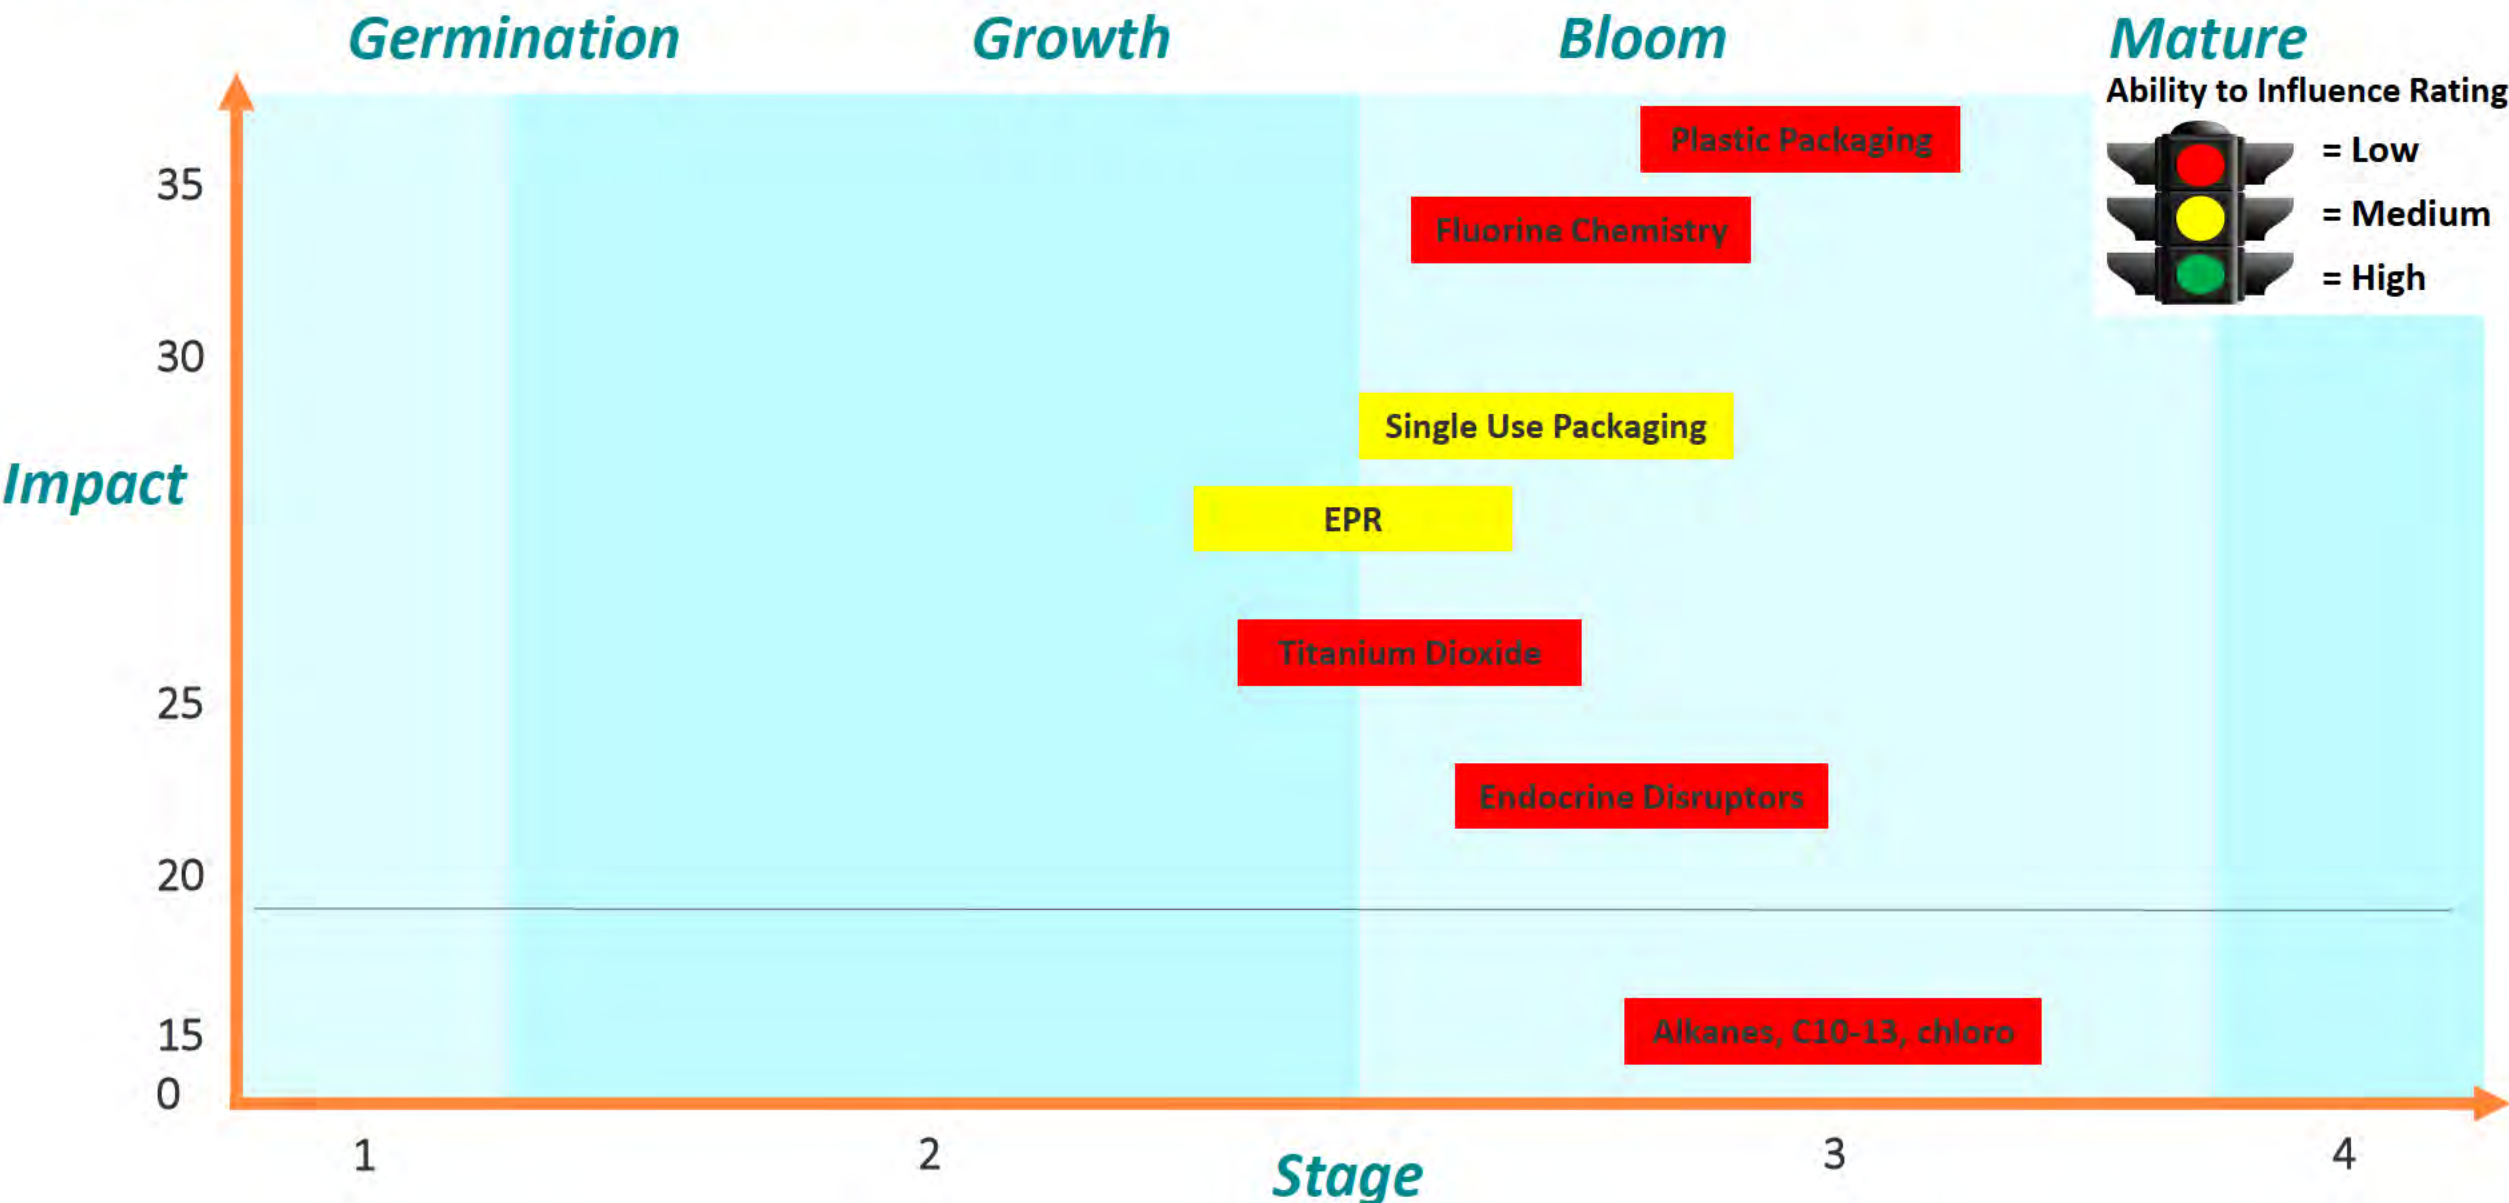 Germination
Growth
Bloom
Mature
Ability to Influence Rating
= Low
= Medium
= High
Plastic Packaging
35
Fluorine Chemistry
30
Single Use Packaging
Impact
EPR
Titanium Dioxide
25
Endocrine Disruptors
20
Alkanes, C10-13, chloro
15
0
1
2
3
4
Stage